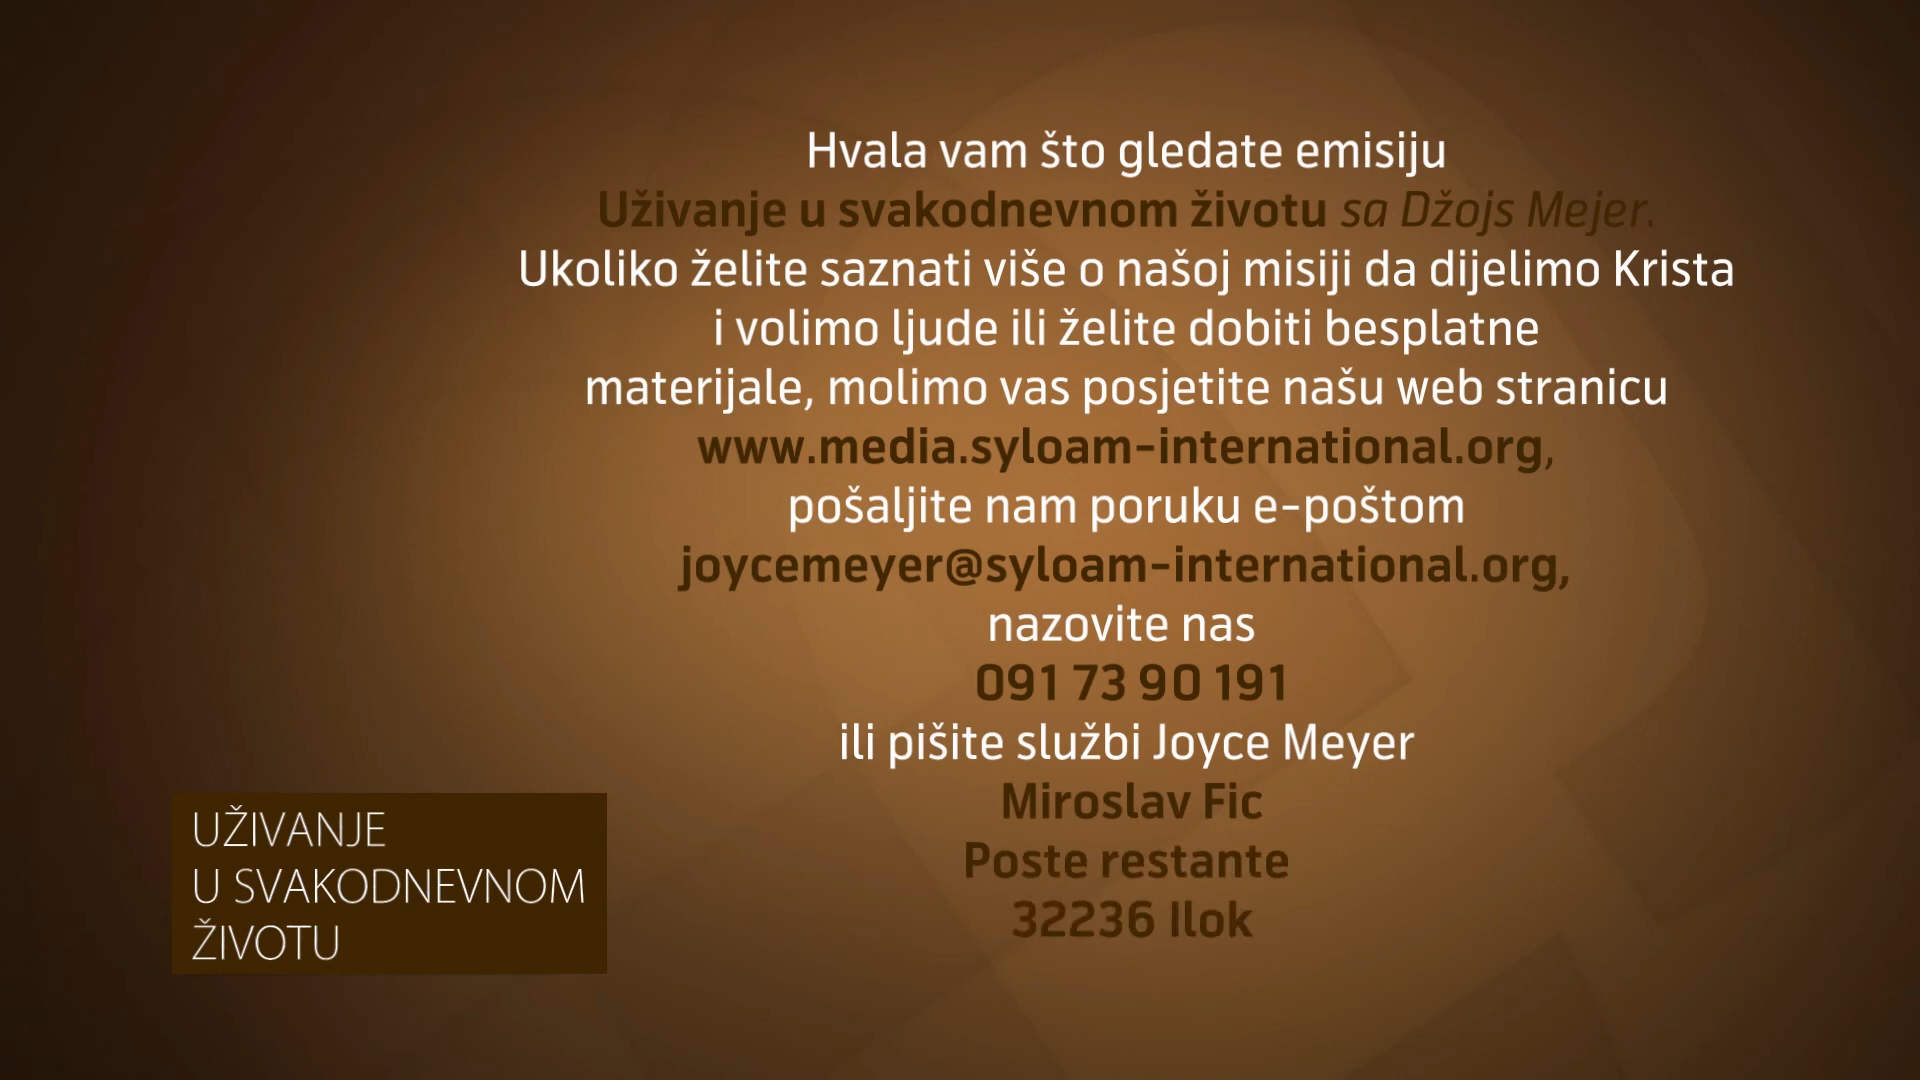 Hvala vam što gledate emisiju
Uživanje u svakodnevnom životu sa Džojs Mejer.
Ukoliko želite saznati više o našoj misiji da dijelimo Krista
i volimo ljude ili želite dobiti besplatne
materijale, molimo vas posjetite našu web stranicu
www.media.syloam-international.org,
pošaljite nam poruku e-poštom
joycemeyer@syloam-international.org,
nazovite nas
091 73 90 191
ili pišite službi Joyce Meyer
Miroslav Fic
Poste restante
32236 Ilok
UŽIVANJE
U SVAKODNEVNOM
ŽIVOTU